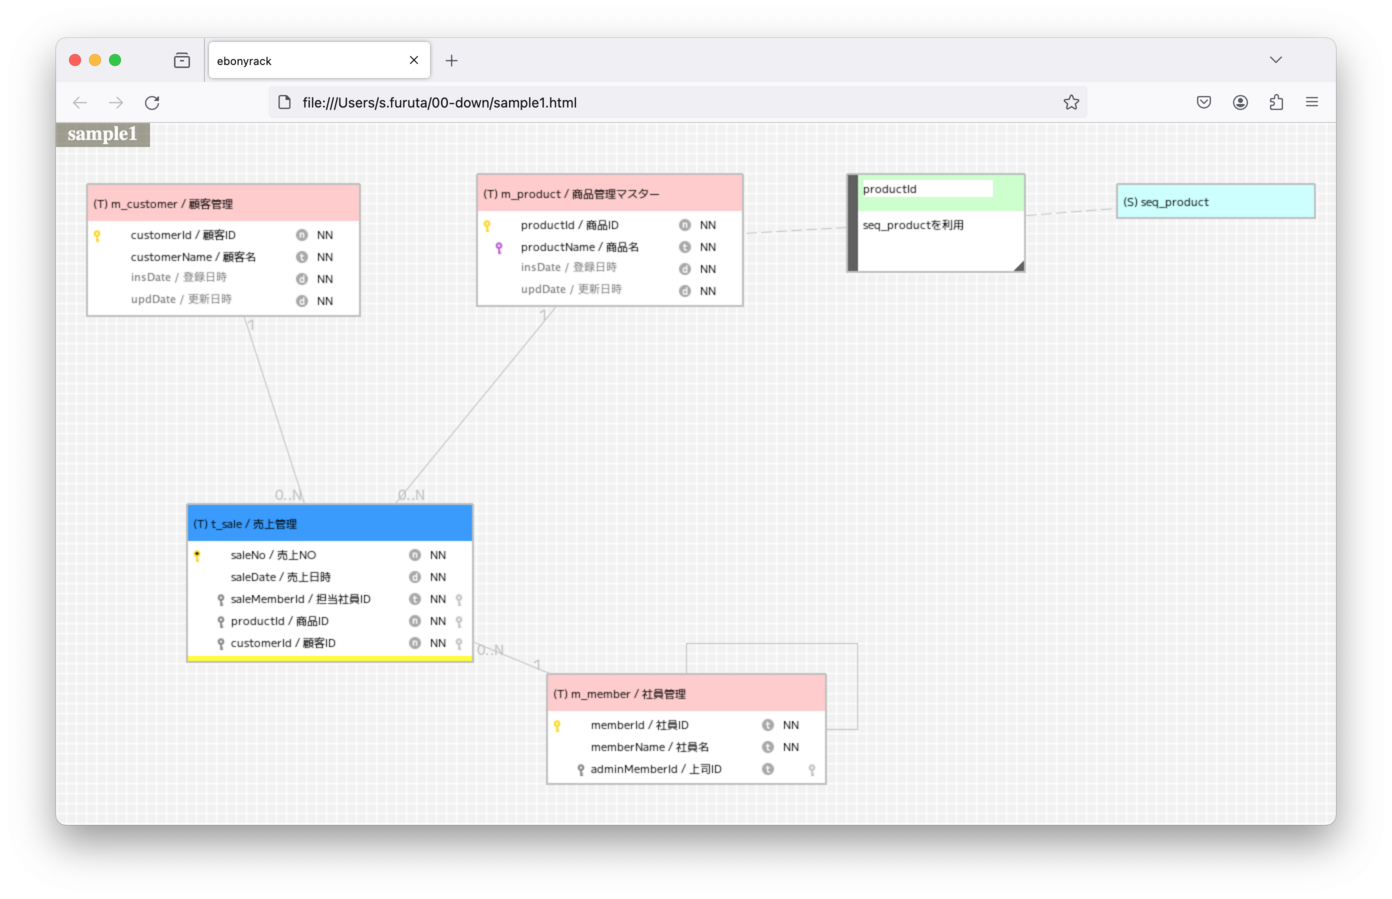 ebonyrack
file:///Users/s.furuta/00-down/sample1.html
sample1
(T) m_customer / 顧客管理
customerId / 顧客ID n NN
customerName / 顧客名 t NN
insDate / 登録日時 d NN
updDate / 更新日時 d NN
(T) m_product / 商品管理マスター
productId / 商品ID n NN
productName / 商品名 t NN
insDate / 登録日時 d NN
updDate / 更新日時 d NN
productId
seq_productを利用
(S) seq_product
1
1
0..N
0..N
(T) t_sale / 売上管理
saleNo / 売上NO n NN
saleDate / 売上日時 d NN
saleMemberId / 担当社員ID t NN
productId / 商品ID n NN
customerId / 顧客ID n NN
0..N
1
(T) m_member / 社員管理
memberId / 社員ID t NN
memberName / 社員名 t NN
adminMemberId / 上司ID t